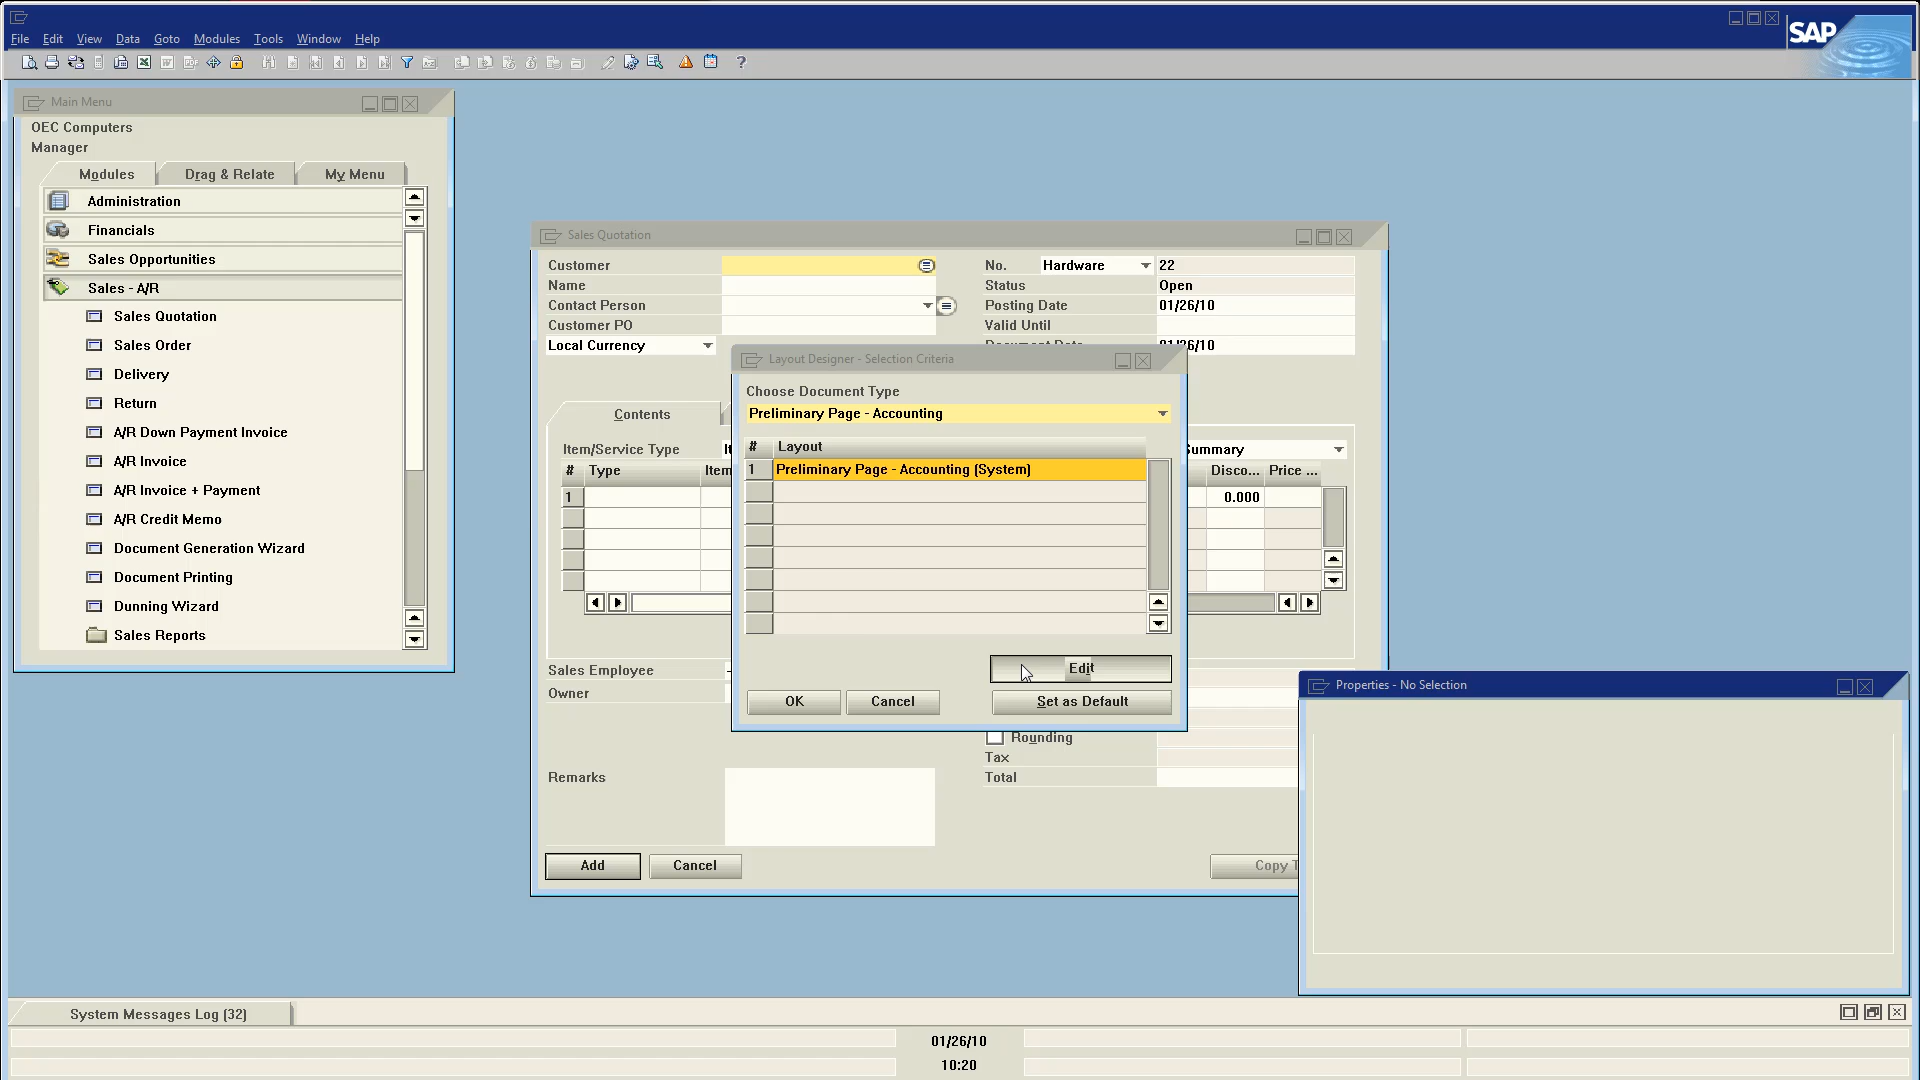 File Edit View Data Goto Modules Tools Window Help
SAP
Main Menu
OEC Computers
Manager
Modules Drag & Relate My Menu
Administration
Financials
Sales Opportunities
Sales - A/R
Sales Quotation
Sales Order
Delivery
Return
A/R Down Payment Invoice
A/R Invoice
A/R Invoice + Payment
A/R Credit Memo
Document Generation Wizard
Document Printing
Dunning Wizard
Sales Reports
Sales Quotation
Customer
Name
Contact Person
Customer PO
Local Currency
No. Hardware 22
Status Open
Posting Date 01/26/10
Valid Until
Document Date 01/26/10
Contents
Item/Service Type
# Type Item
1
Summary
Disco... Price ...
0.000
Layout Designer - Selection Criteria
Choose Document Type
Preliminary Page - Accounting
# Layout
1 Preliminary Page - Accounting (System)
Edit
OK Cancel Set as Default
Sales Employee
Owner
Rounding
Tax
Total
Remarks
Add Cancel Copy T
Properties - No Selection
System Messages Log (32)
01/26/10
10:20